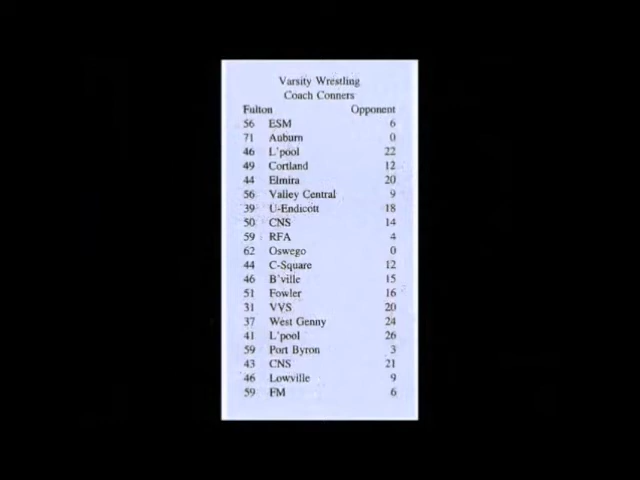 Varsity Wrestling
Coach Conners
Fulton Opponent
56 ESM 6
71 Auburn 0
46 L'pool 22
49 Cortland 12
44 Elmira 20
56 Valley Central 9
39 U-Endicott 18
50 CNS 14
59 RFA 4
62 Oswego 0
44 C-Square 12
46 B'ville 15
51 Fowler 16
31 VVS 20
37 West Genny 24
41 L'pool 26
59 Port Byron 3
43 CNS 21
46 Lowville 9
59 FM 6